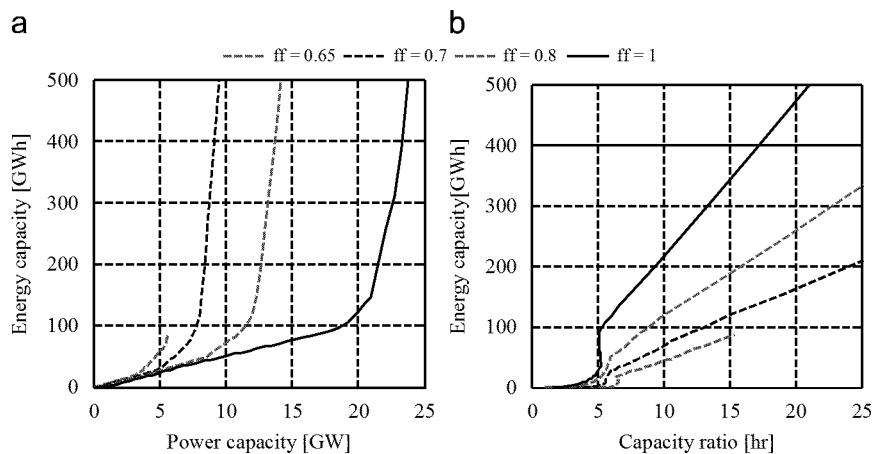 a
b
ff = 0.65 ff = 0.7 ff = 0.8 ff = 1
Energy capacity [GWh]
500
400
300
200
100
0
0 5 10 15 20 25
Power capacity [GW]
Energy capacity[GWh]
500
400
300
200
100
0
0 5 10 15 20 25
Capacity ratio [hr]